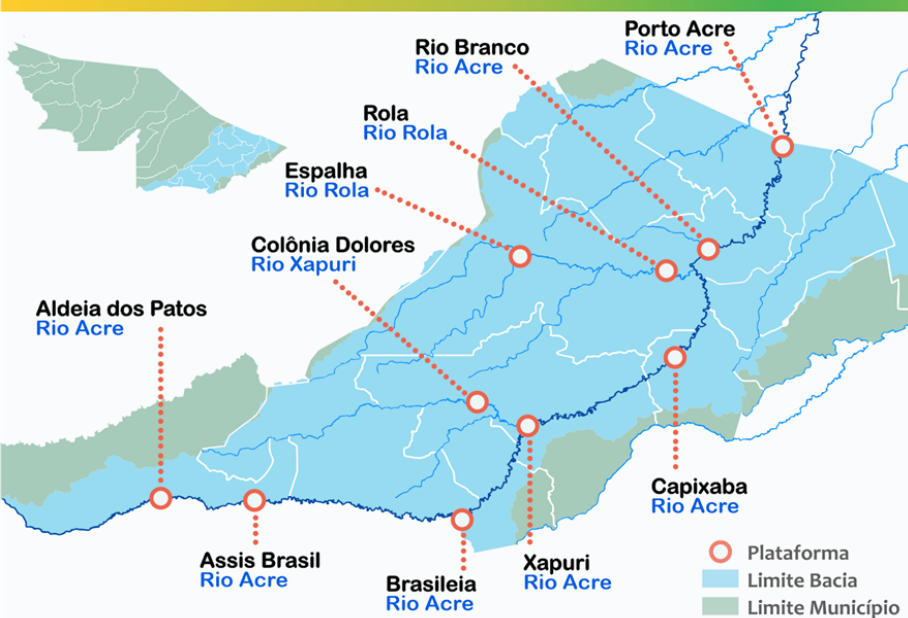 Porto Acre
Rio Acre
Rio Branco
Rio Acre
Rola
Rio Rola
Espalha
Rio Rola
Colônia Dolores
Rio Xapuri
Aldeia dos Patos
Rio Acre
Capixaba
Rio Acre
Assis Brasil
Rio Acre
Xapuri
Rio Acre
Brasileia
Rio Acre
Plataforma
Limite Bacia
Limite Município